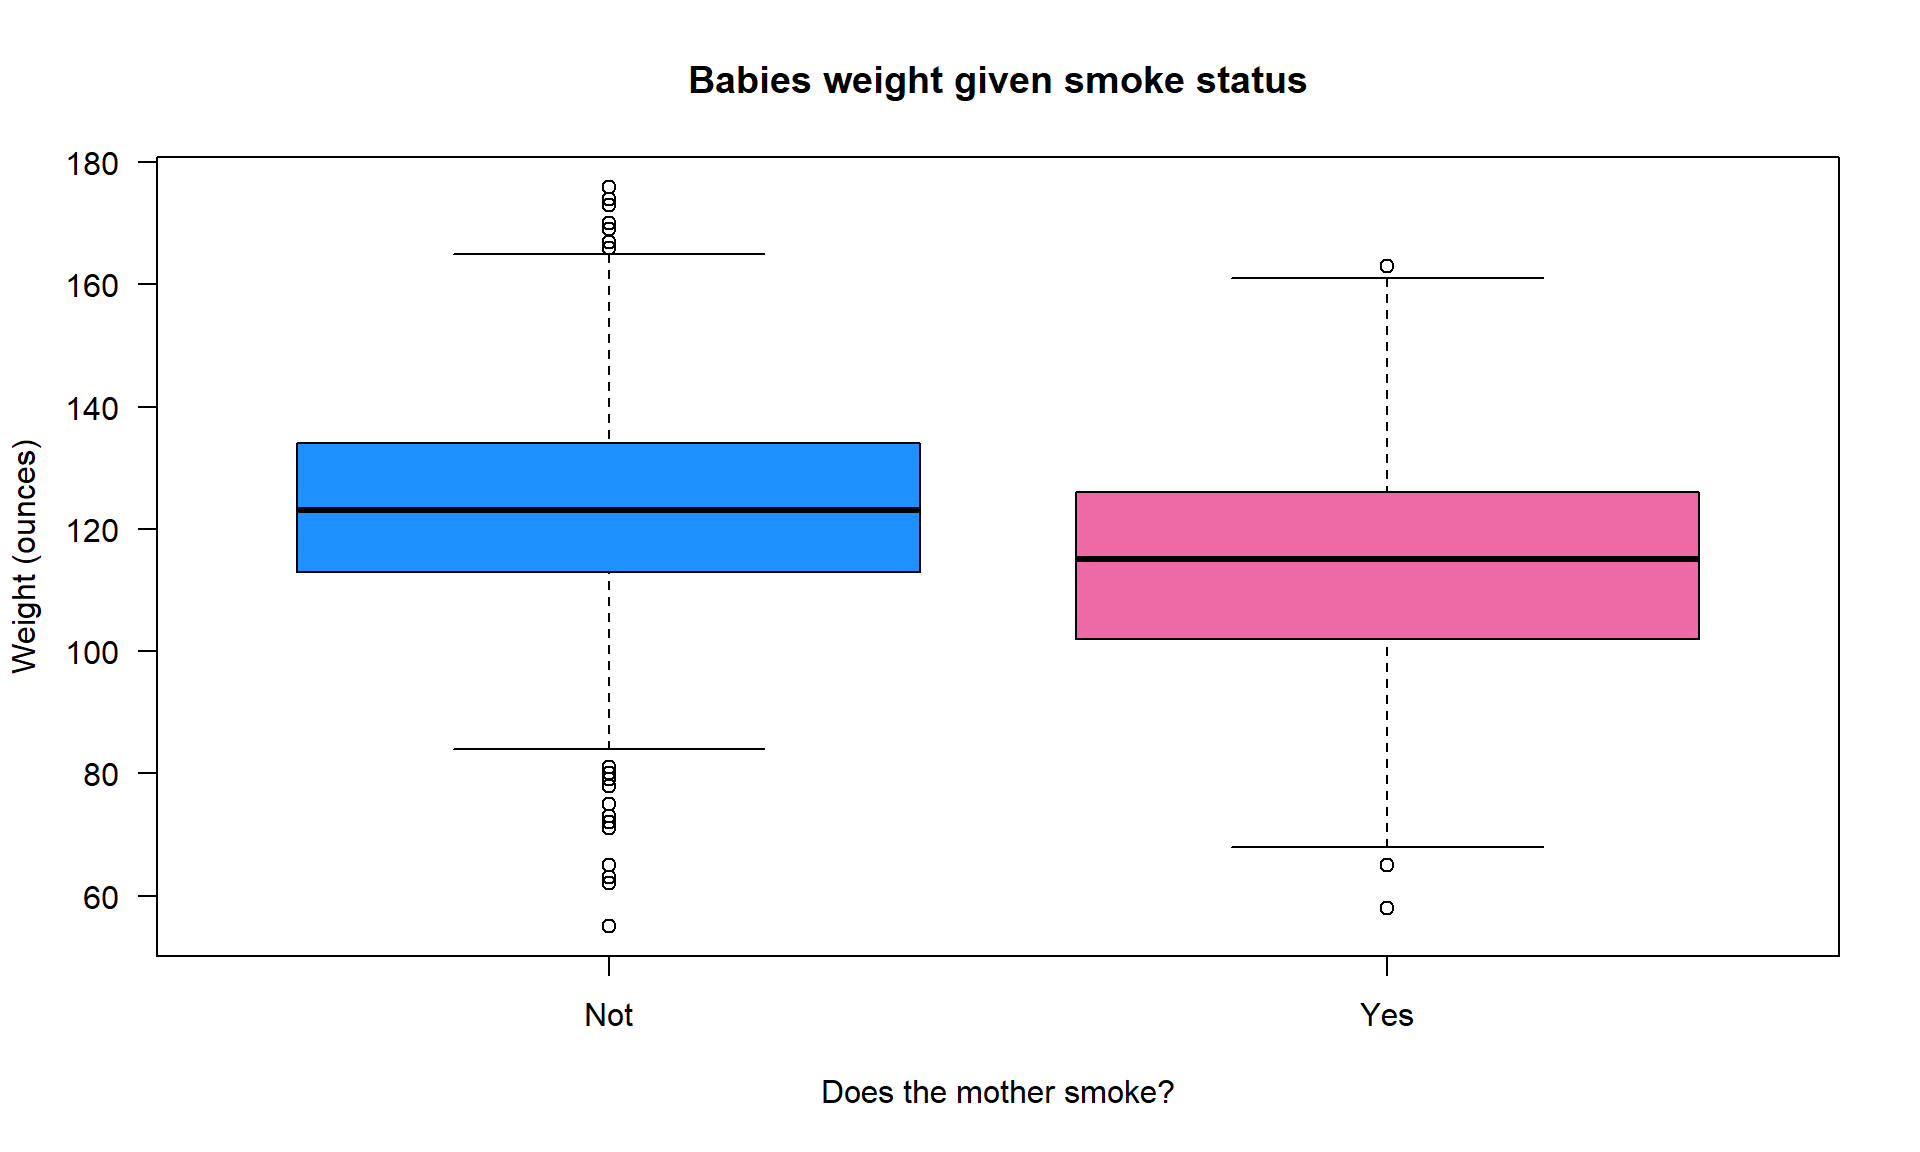 Babies weight given smoke status
Weight (ounces)
180
160
140
120
100
80
60
Not
Yes
Does the mother smoke?